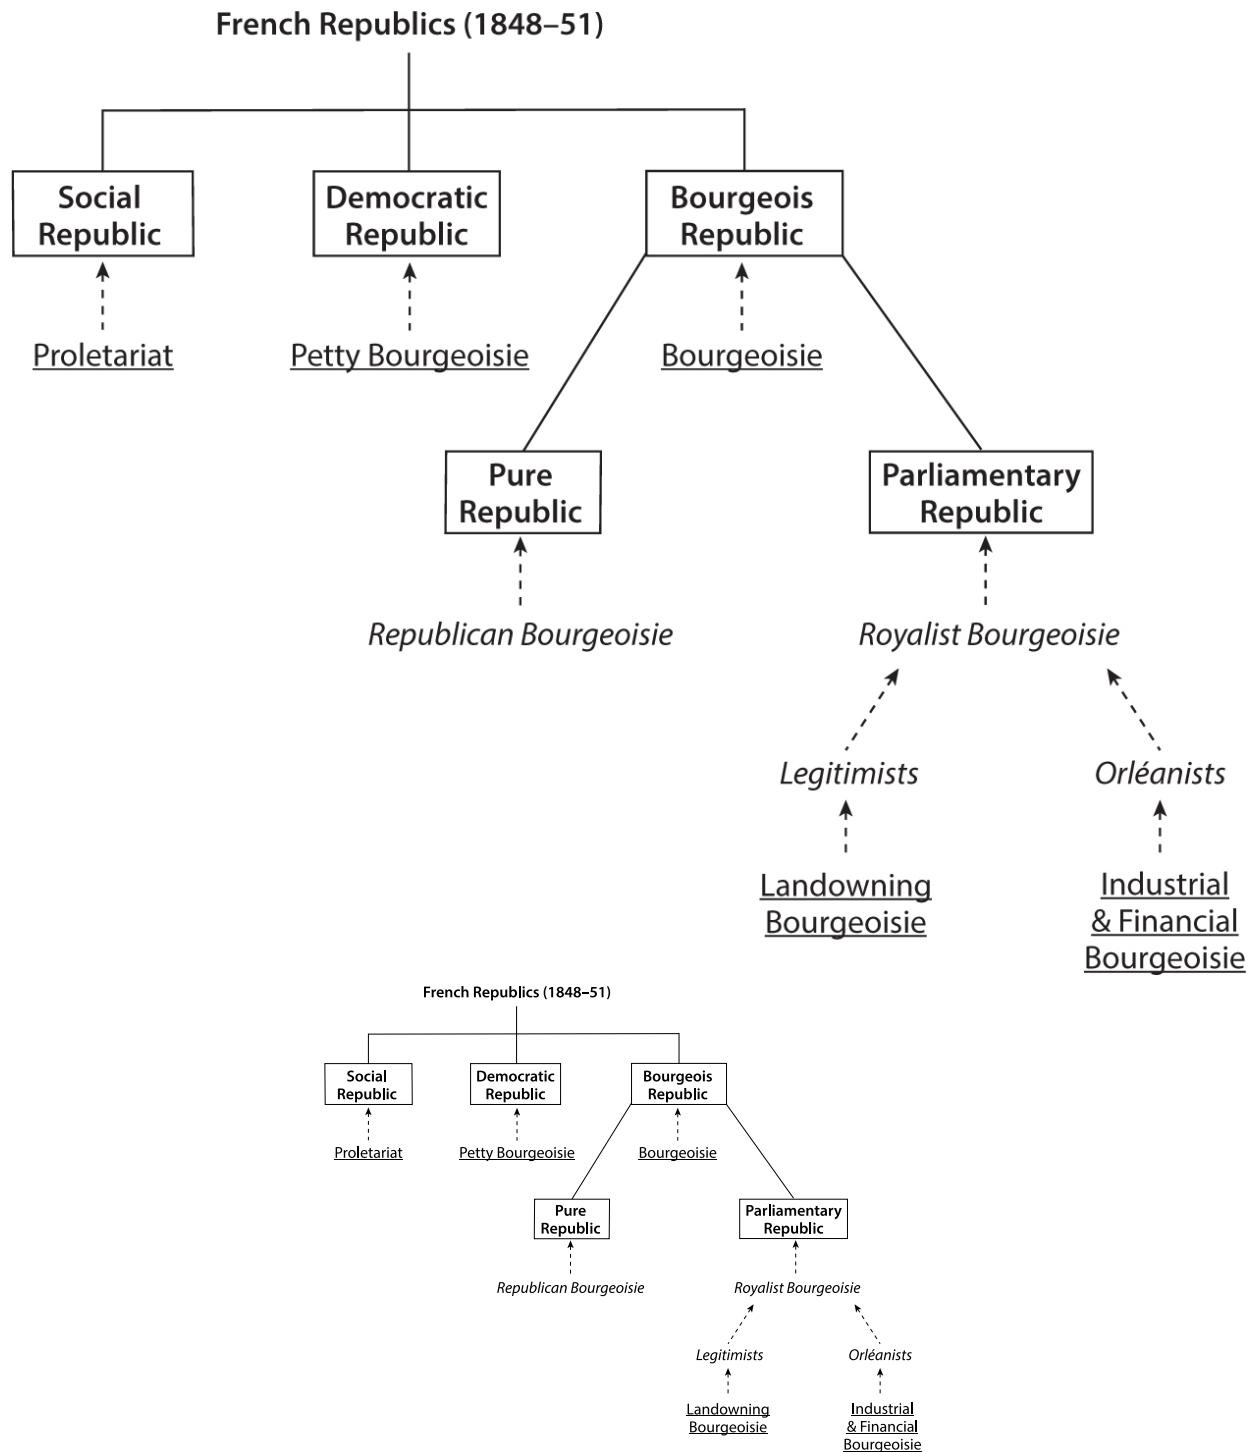 French Republics (1848–51)
Social
Republic
Democratic
Republic
Bourgeois
Republic
Proletariat
Petty Bourgeoisie
Bourgeoisie
Pure
Republic
Parliamentary
Republic
Republican Bourgeoisie
Royalist Bourgeoisie
Legitimists
Orléanists
Landowning
Bourgeoisie
Industrial
& Financial
Bourgeoisie
French Republics (1848–51)
Social
Republic
Democratic
Republic
Bourgeois
Republic
Proletariat
Petty Bourgeoisie
Bourgeoisie
Pure
Republic
Parliamentary
Republic
Republican Bourgeoisie
Royalist Bourgeoisie
Legitimists
Orléanists
Landowning
Bourgeoisie
Industrial
& Financial
Bourgeoisie